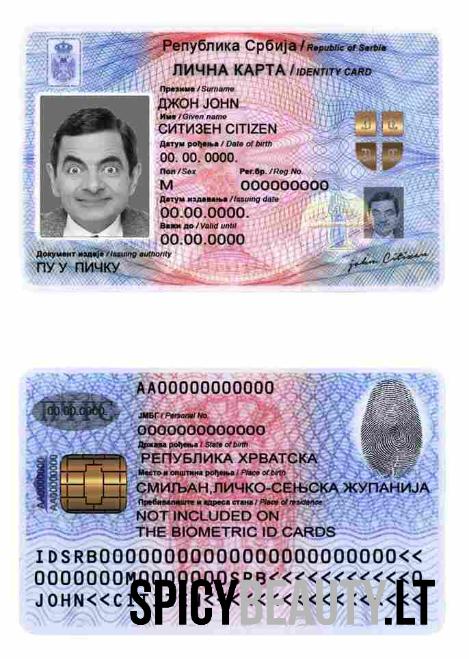 Република Србија / Republic of Serbia
ЛИЧНА КАРТА / IDENTITY CARD
Презиме / Surname
ДЖОН JOHN
Име / Given name
СИТИЗЕН CITIZEN
Датум рођења / Date of birth
00. 00. 0000.
Пол / Sex Рег.бр. / Reg No.
М 000000000
Датум издавања / Issuing date
00.00.0000.
Важи до / Valid until
00.00.0000
Документ издаје / Issuing authority
ПУ У ПИЧКУ
john Citizen
AA00000000000
00.00.0000.
ЈМБГ / Personal No.
0000000000000
Држава рођења / State of birth
РЕПУБЛИКА ХРВАТСКА
Место и општина рођења / Place of birth
СМИЉАН,ЛИЧКО-СЕЊСКА ЖУПАНИЈА
Пребивалиште и адреса стана / Place of residence
NOT INCLUDED ON
THE BIOMETRIC ID CARDS
IDSRB0000000000000000000000000<<
0000000M0000000SRB<<<<<<<<<<<0
JOHN<<CIT
SPICYBEAUTY.LT